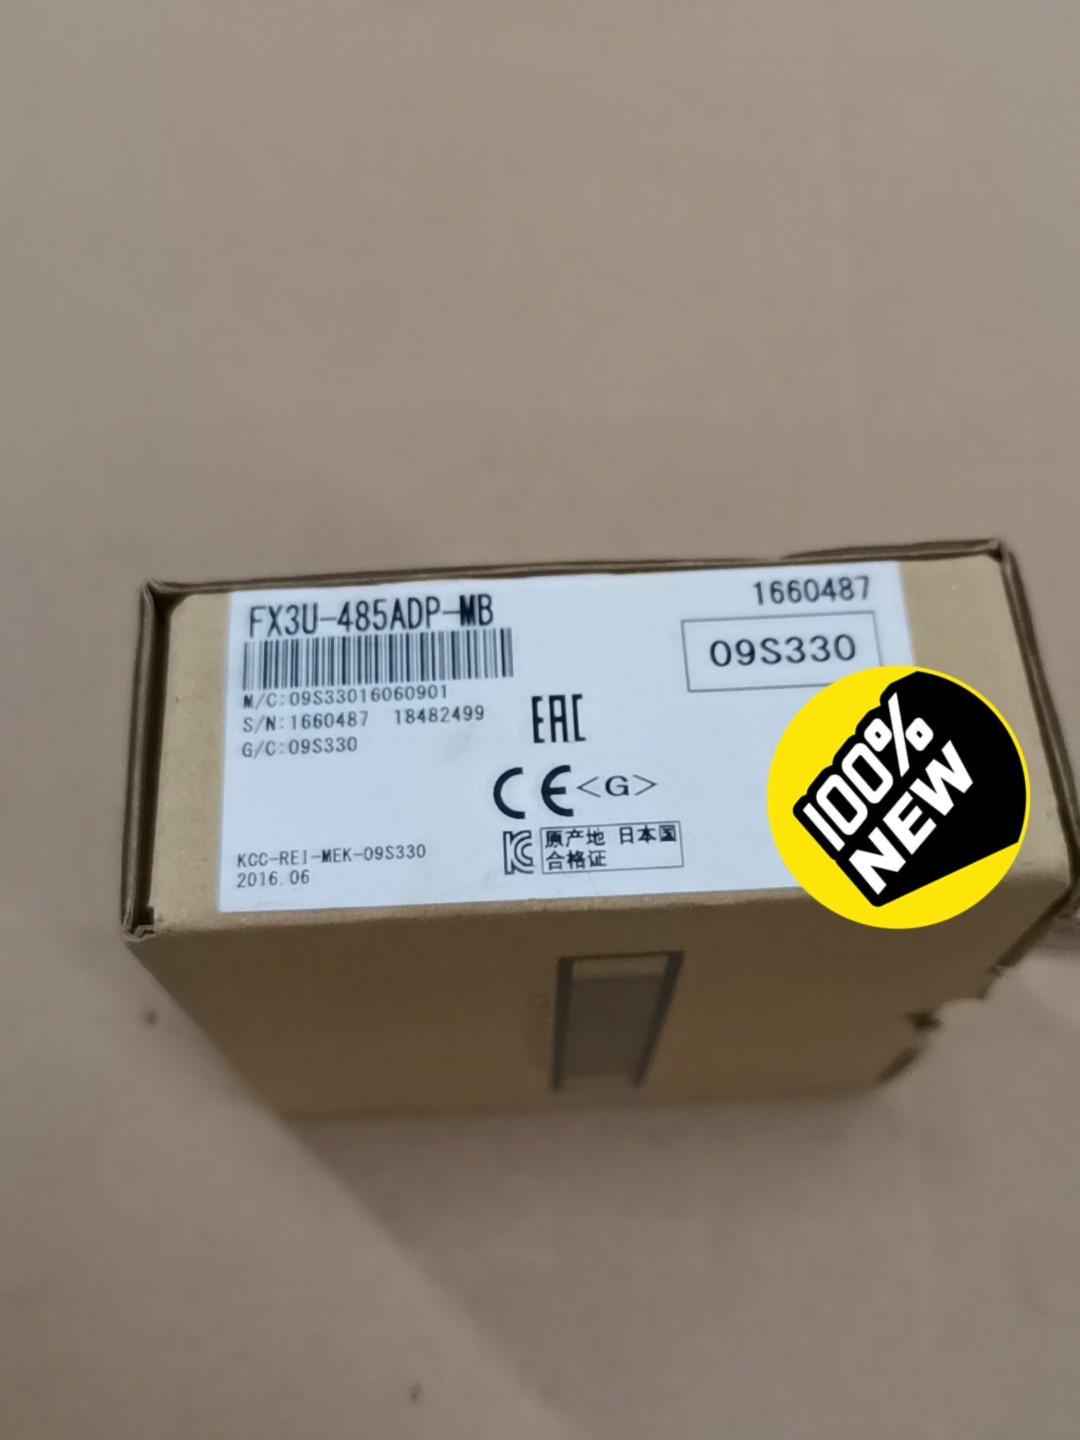 FX3U-485ADP-MB
1660487
09S330
M/C:09S33016060901
S/N:1660487 18482499
G/C:09S330
EAC
CE<G>
KC
原产地 日本国
合格证
KCC-REI-MEK-09S330
2016.06
100%
NEW